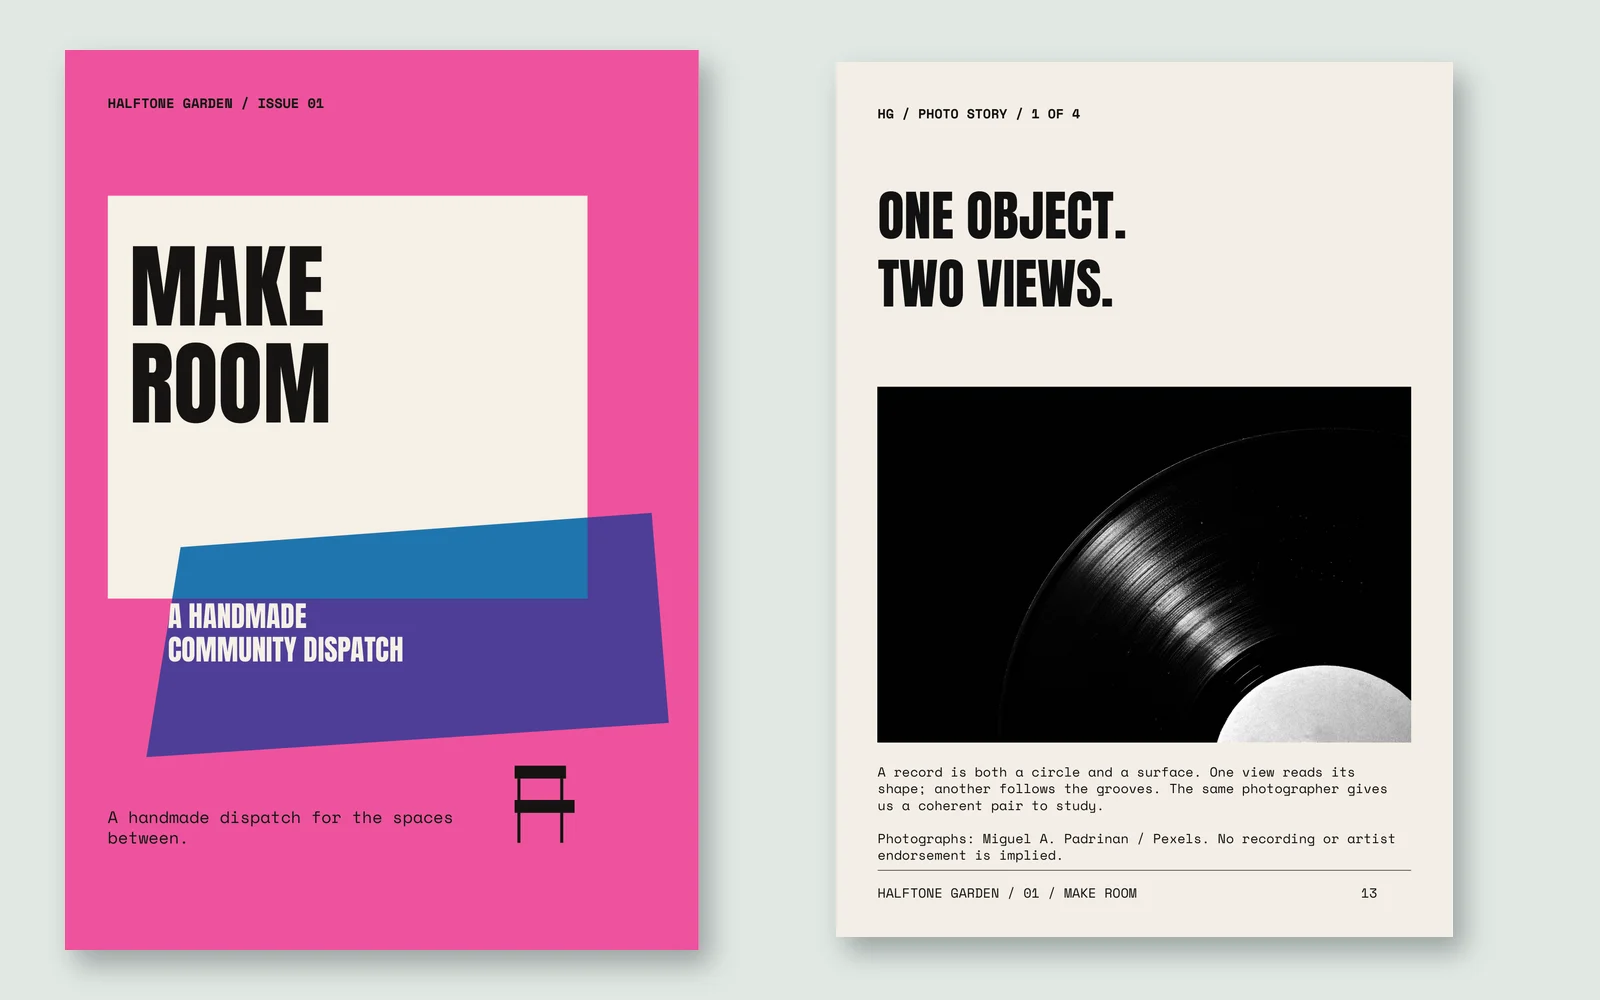 HALFTONE GARDEN / ISSUE 01
MAKE
ROOM
A HANDMADE
COMMUNITY DISPATCH
A handmade dispatch for the spaces
between.
HG / PHOTO STORY / 1 OF 4
ONE OBJECT.
TWO VIEWS.
A record is both a circle and a surface. One view reads its
shape; another follows the grooves. The same photographer gives
us a coherent pair to study.
Photographs: Miguel A. Padrinan / Pexels. No recording or artist
endorsement is implied.
HALFTONE GARDEN / 01 / MAKE ROOM 13